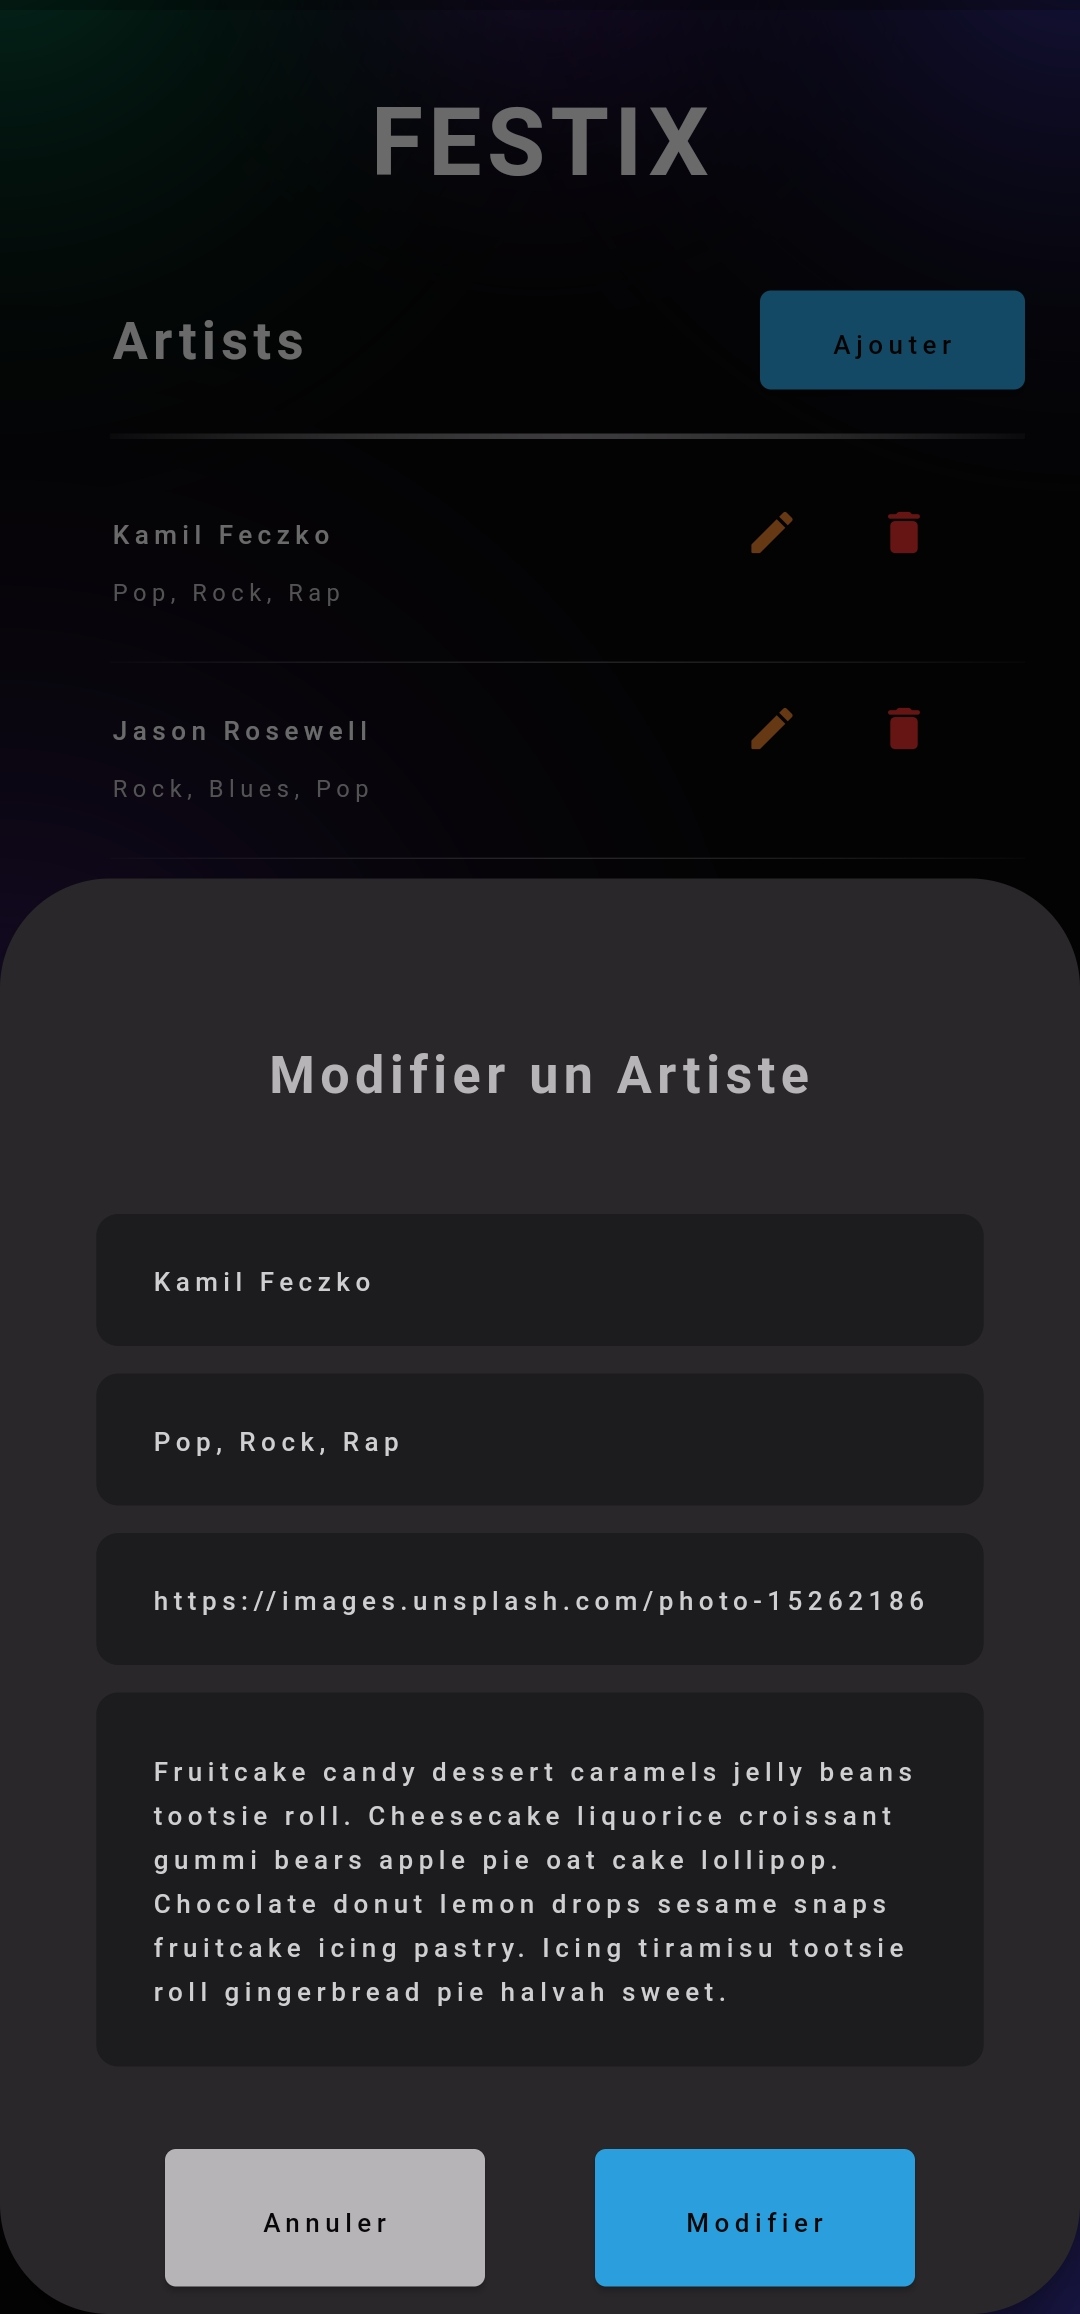 FESTIX
Artists
Ajouter
Kamil Feczko
Pop, Rock, Rap
Jason Rosewell
Rock, Blues, Pop
Modifier un Artiste
Kamil Feczko
Pop, Rock, Rap
https://images.unsplash.com/photo-15262186
Fruitcake candy dessert caramels jelly beans
tootsie roll. Cheesecake liquorice croissant
gummi bears apple pie oat cake lollipop.
Chocolate donut lemon drops sesame snaps
fruitcake icing pastry. Icing tiramisu tootsie
roll gingerbread pie halvah sweet.
Annuler
Modifier